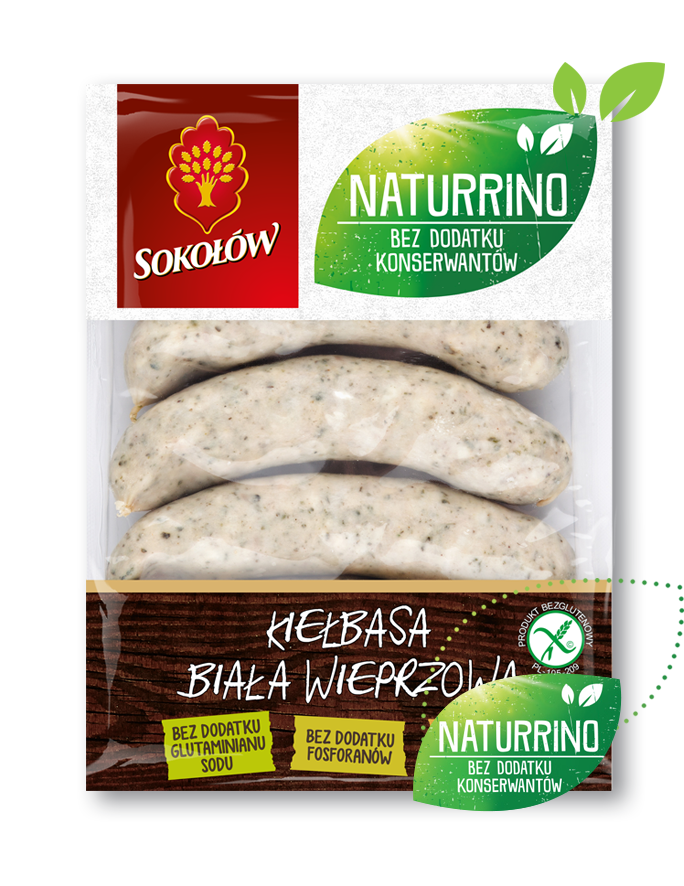 SOKOŁÓW
NATURRINO
BEZ DODATKU
KONSERWANTÓW
KIEŁBASA
BIAŁA WIEPRZOWA
PRODUKT BEZGLUTENOWY
PL-195-209
BEZ DODATKU
GLUTAMINIANU
SODU
BEZ DODATKU
FOSFORANÓW
NATURRINO
BEZ DODATKU
KONSERWANTÓW